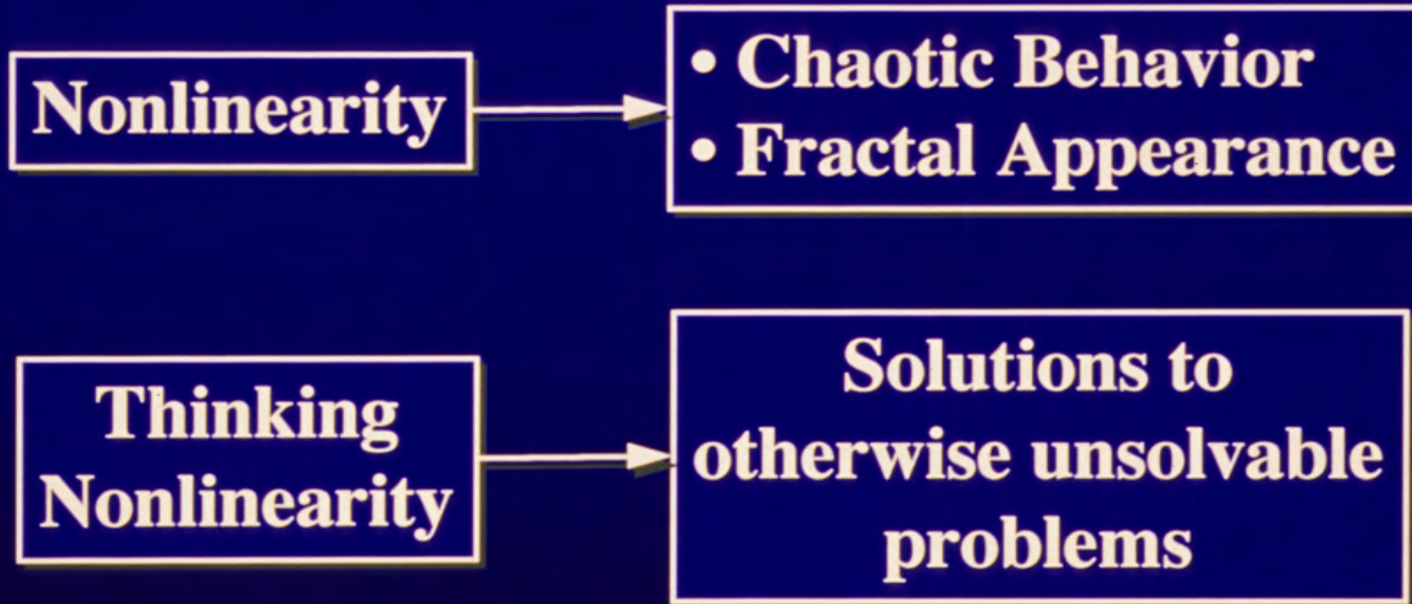 Nonlinearity
• Chaotic Behavior
• Fractal Appearance
Thinking
Nonlinearity
Solutions to
otherwise unsolvable
problems